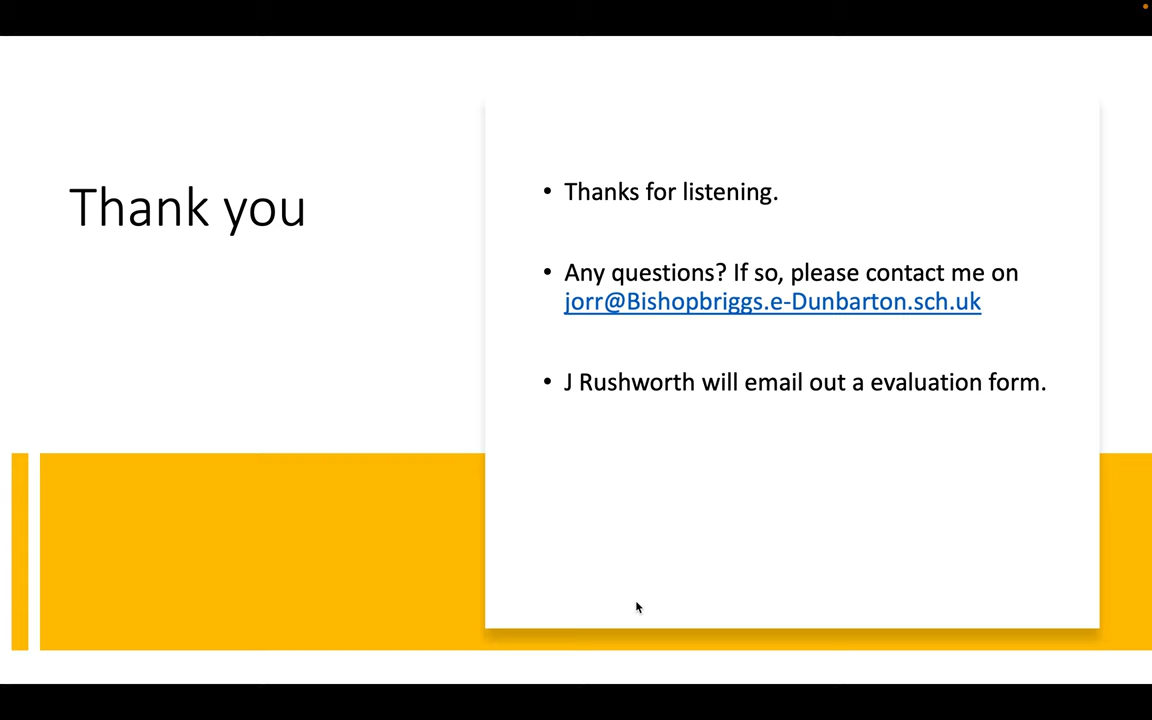 Thank you
• Thanks for listening.
• Any questions? If so, please contact me on
jorr@Bishopbriggs.e-Dunbarton.sch.uk
• J Rushworth will email out a evaluation form.